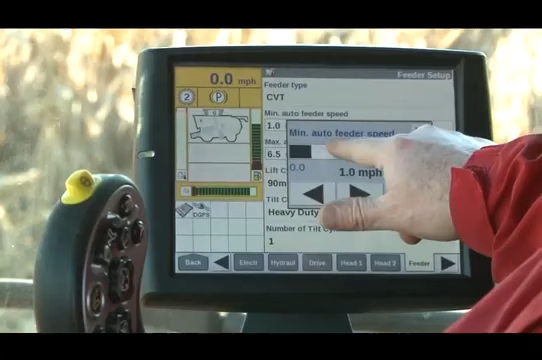 0.0 mph
Feeder Setup
2
P
Feeder type
CVT
Min. auto feeder speed
1.0
Min. auto feeder speed
6.5
0.0
1.0 mph
Lift C
90m
Tilt C
Heavy Duty
DGPS
Number of Tilt Cy
1
Back
Electr
Hydraul
Drive
Head 1
Head 2
Feeder